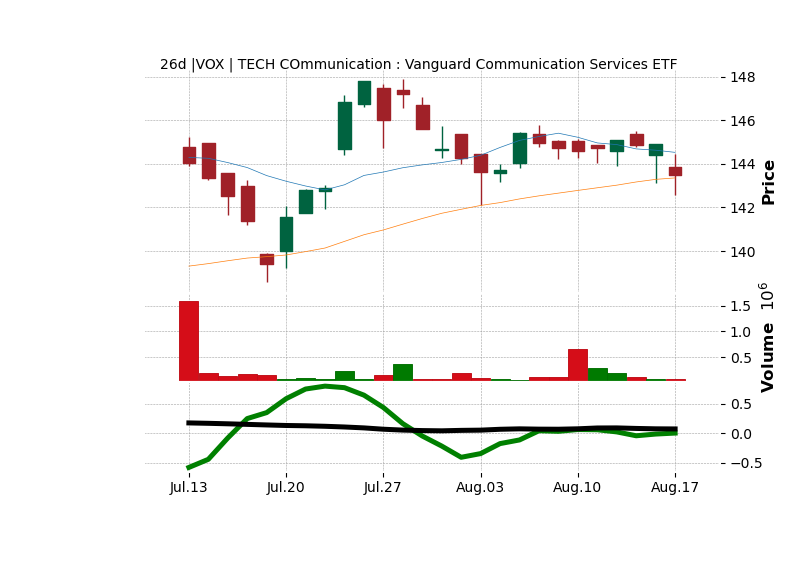 26d |VOX | TECH COmmunication : Vanguard Communication Services ETF
148
146
144
142
140
Price
1.5
1.0
0.5
Volume 10^6
0.5
0.0
−0.5
Jul.13 Jul.20 Jul.27 Aug.03 Aug.10 Aug.17